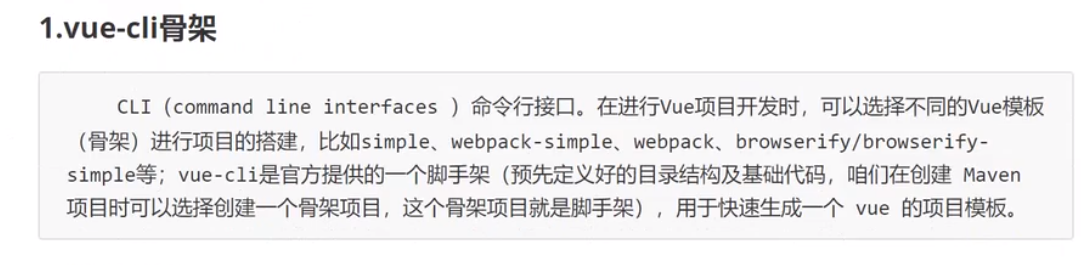 1.vue-cli骨架
CLI（command line interfaces ）命令行接口。在进行Vue项目开发时，可以选择不同的Vue模板
（骨架）进行项目的搭建，比如simple、webpack-simple、webpack、browserify/browserify-
simple等；vue-cli是官方提供的一个脚手架（预先定义好的目录结构及基础代码，咱们在创建 Maven
项目时可以选择创建一个骨架项目，这个骨架项目就是脚手架），用于快速生成一个 vue 的项目模板。